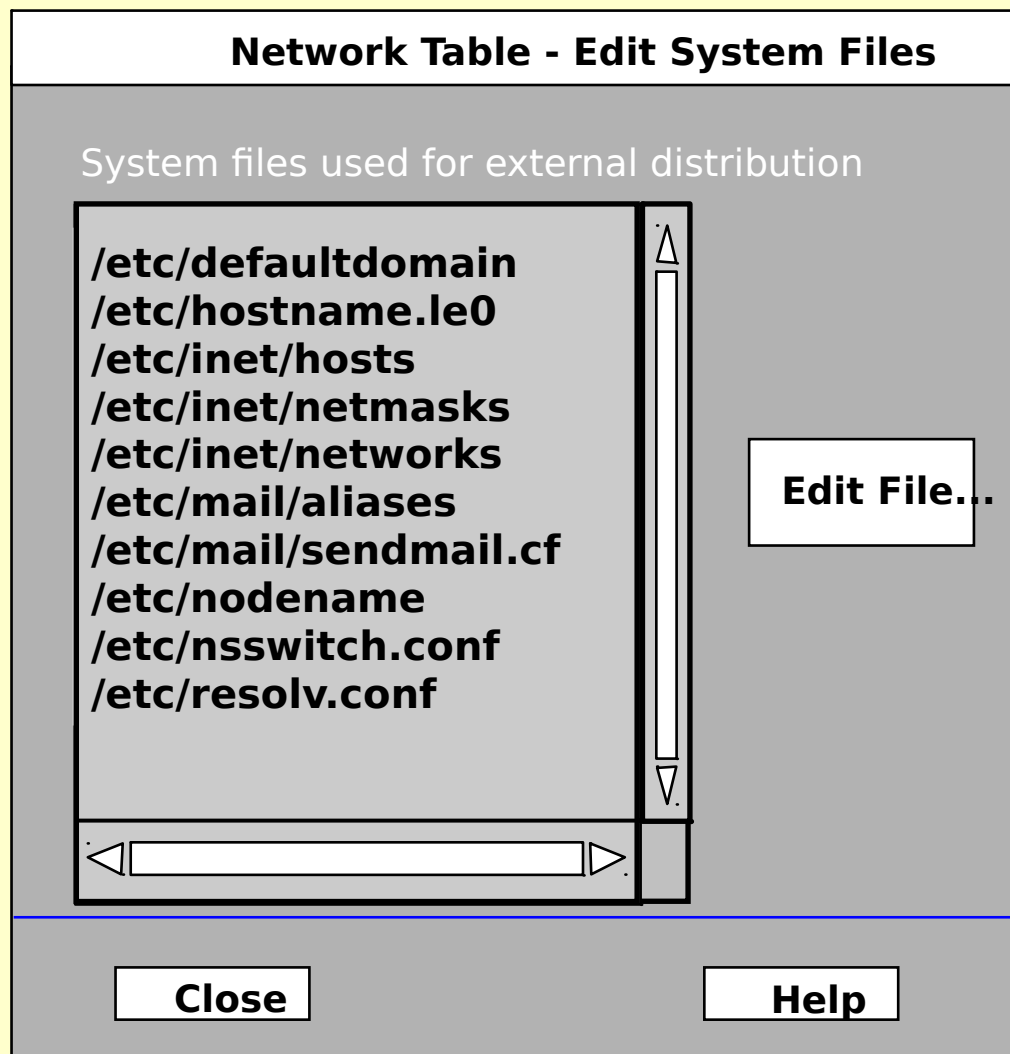 Network Table - Edit System Files
System files used for external distribution
/etc/defaultdomain
/etc/hostname.le0
/etc/inet/hosts
/etc/inet/netmasks
/etc/inet/networks
/etc/mail/aliases
/etc/mail/sendmail.cf
/etc/nodename
/etc/nsswitch.conf
/etc/resolv.conf
Edit File...
Close
Help